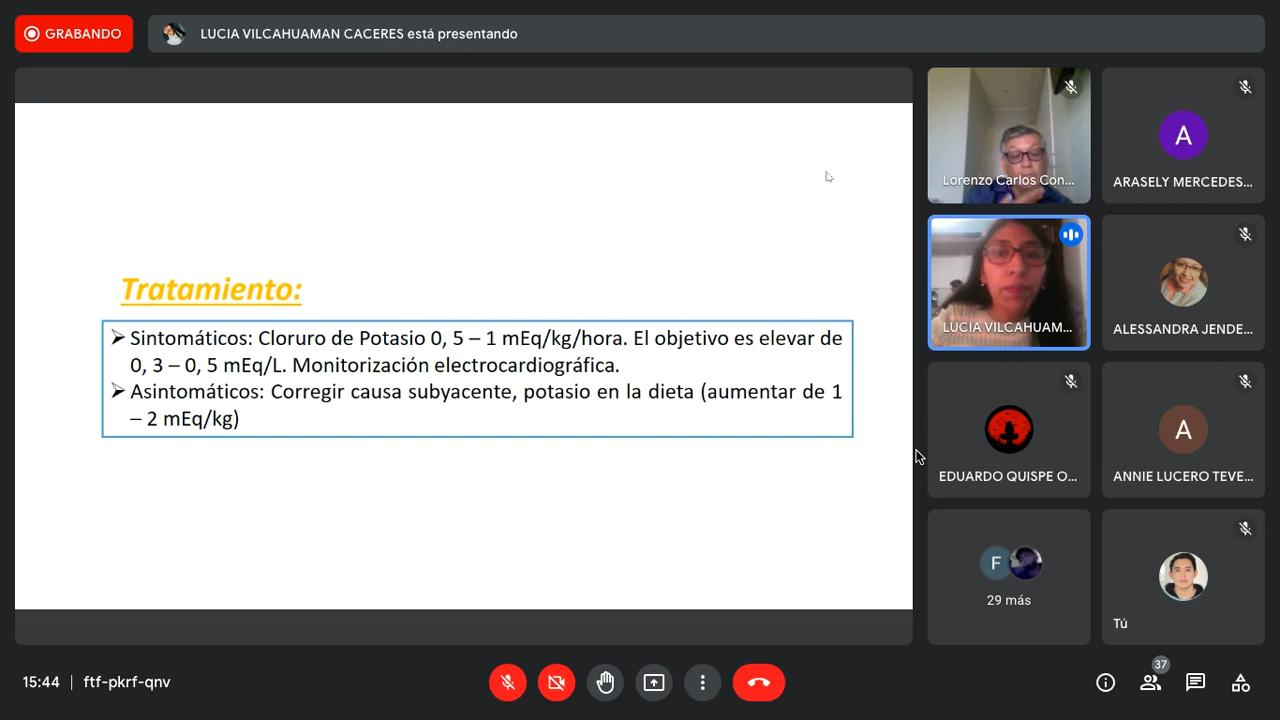 GRABANDO
LUCIA VILCAHUAMAN CACERES está presentando
Tratamiento:
➢ Sintomáticos: Cloruro de Potasio 0, 5 – 1 mEq/kg/hora. El objetivo es elevar de
0, 3 – 0, 5 mEq/L. Monitorización electrocardiográfica.
➢ Asintomáticos: Corregir causa subyacente, potasio en la dieta (aumentar de 1
– 2 mEq/kg)
Lorenzo Carlos Con...
A
ARASELY MERCEDES...
LUCIA VILCAHUAM...
ALESSANDRA JENDE...
EDUARDO QUISPE O...
A
ANNIE LUCERO TEVE...
F
29 más
Tú
15:44 | ftf-pkrf-qnv
37